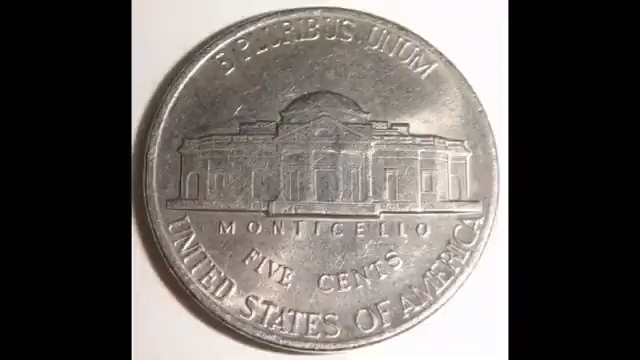 E PLURIBUS UNUM
MONTICELLO
FIVE CENTS
UNITED STATES OF AMERICA